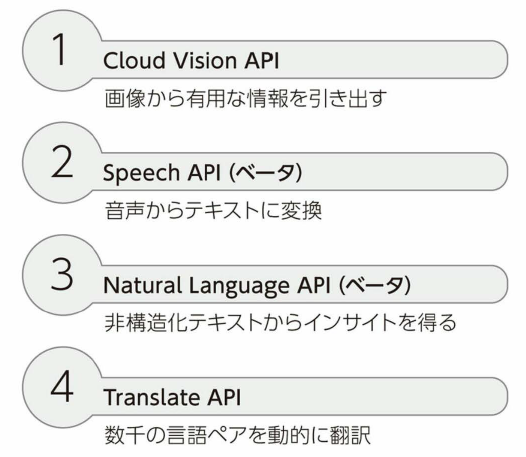 1
Cloud Vision API
画像から有用な情報を引き出す
2
Speech API (ベータ)
音声からテキストに変換
3
Natural Language API (ベータ)
非構造化テキストからインサイトを得る
4
Translate API
数千の言語ペアを動的に翻訳